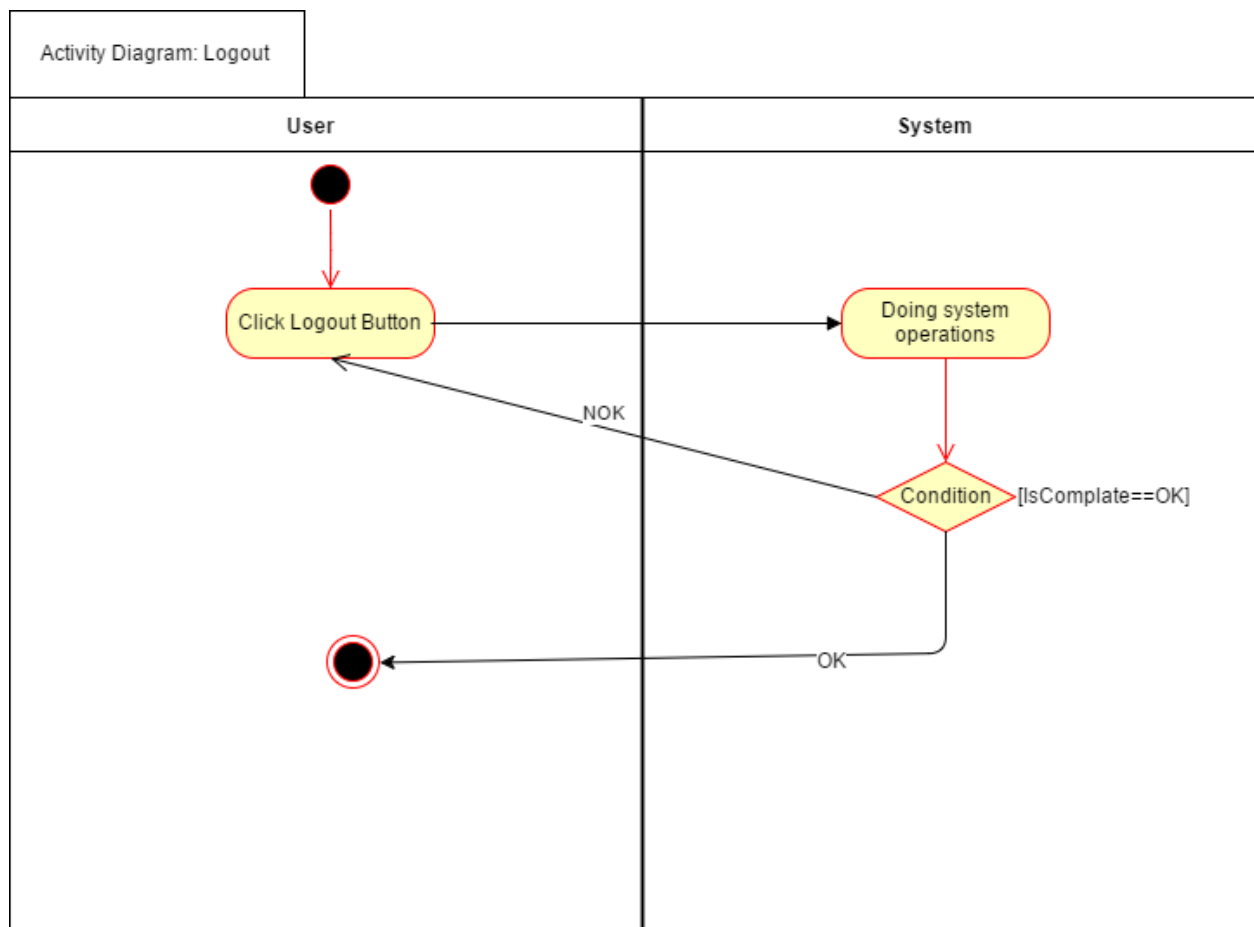 Activity Diagram: Logout
User
System
Click Logout Button
Doing system
operations
NOK
Condition
[IsComplate==OK]
OK